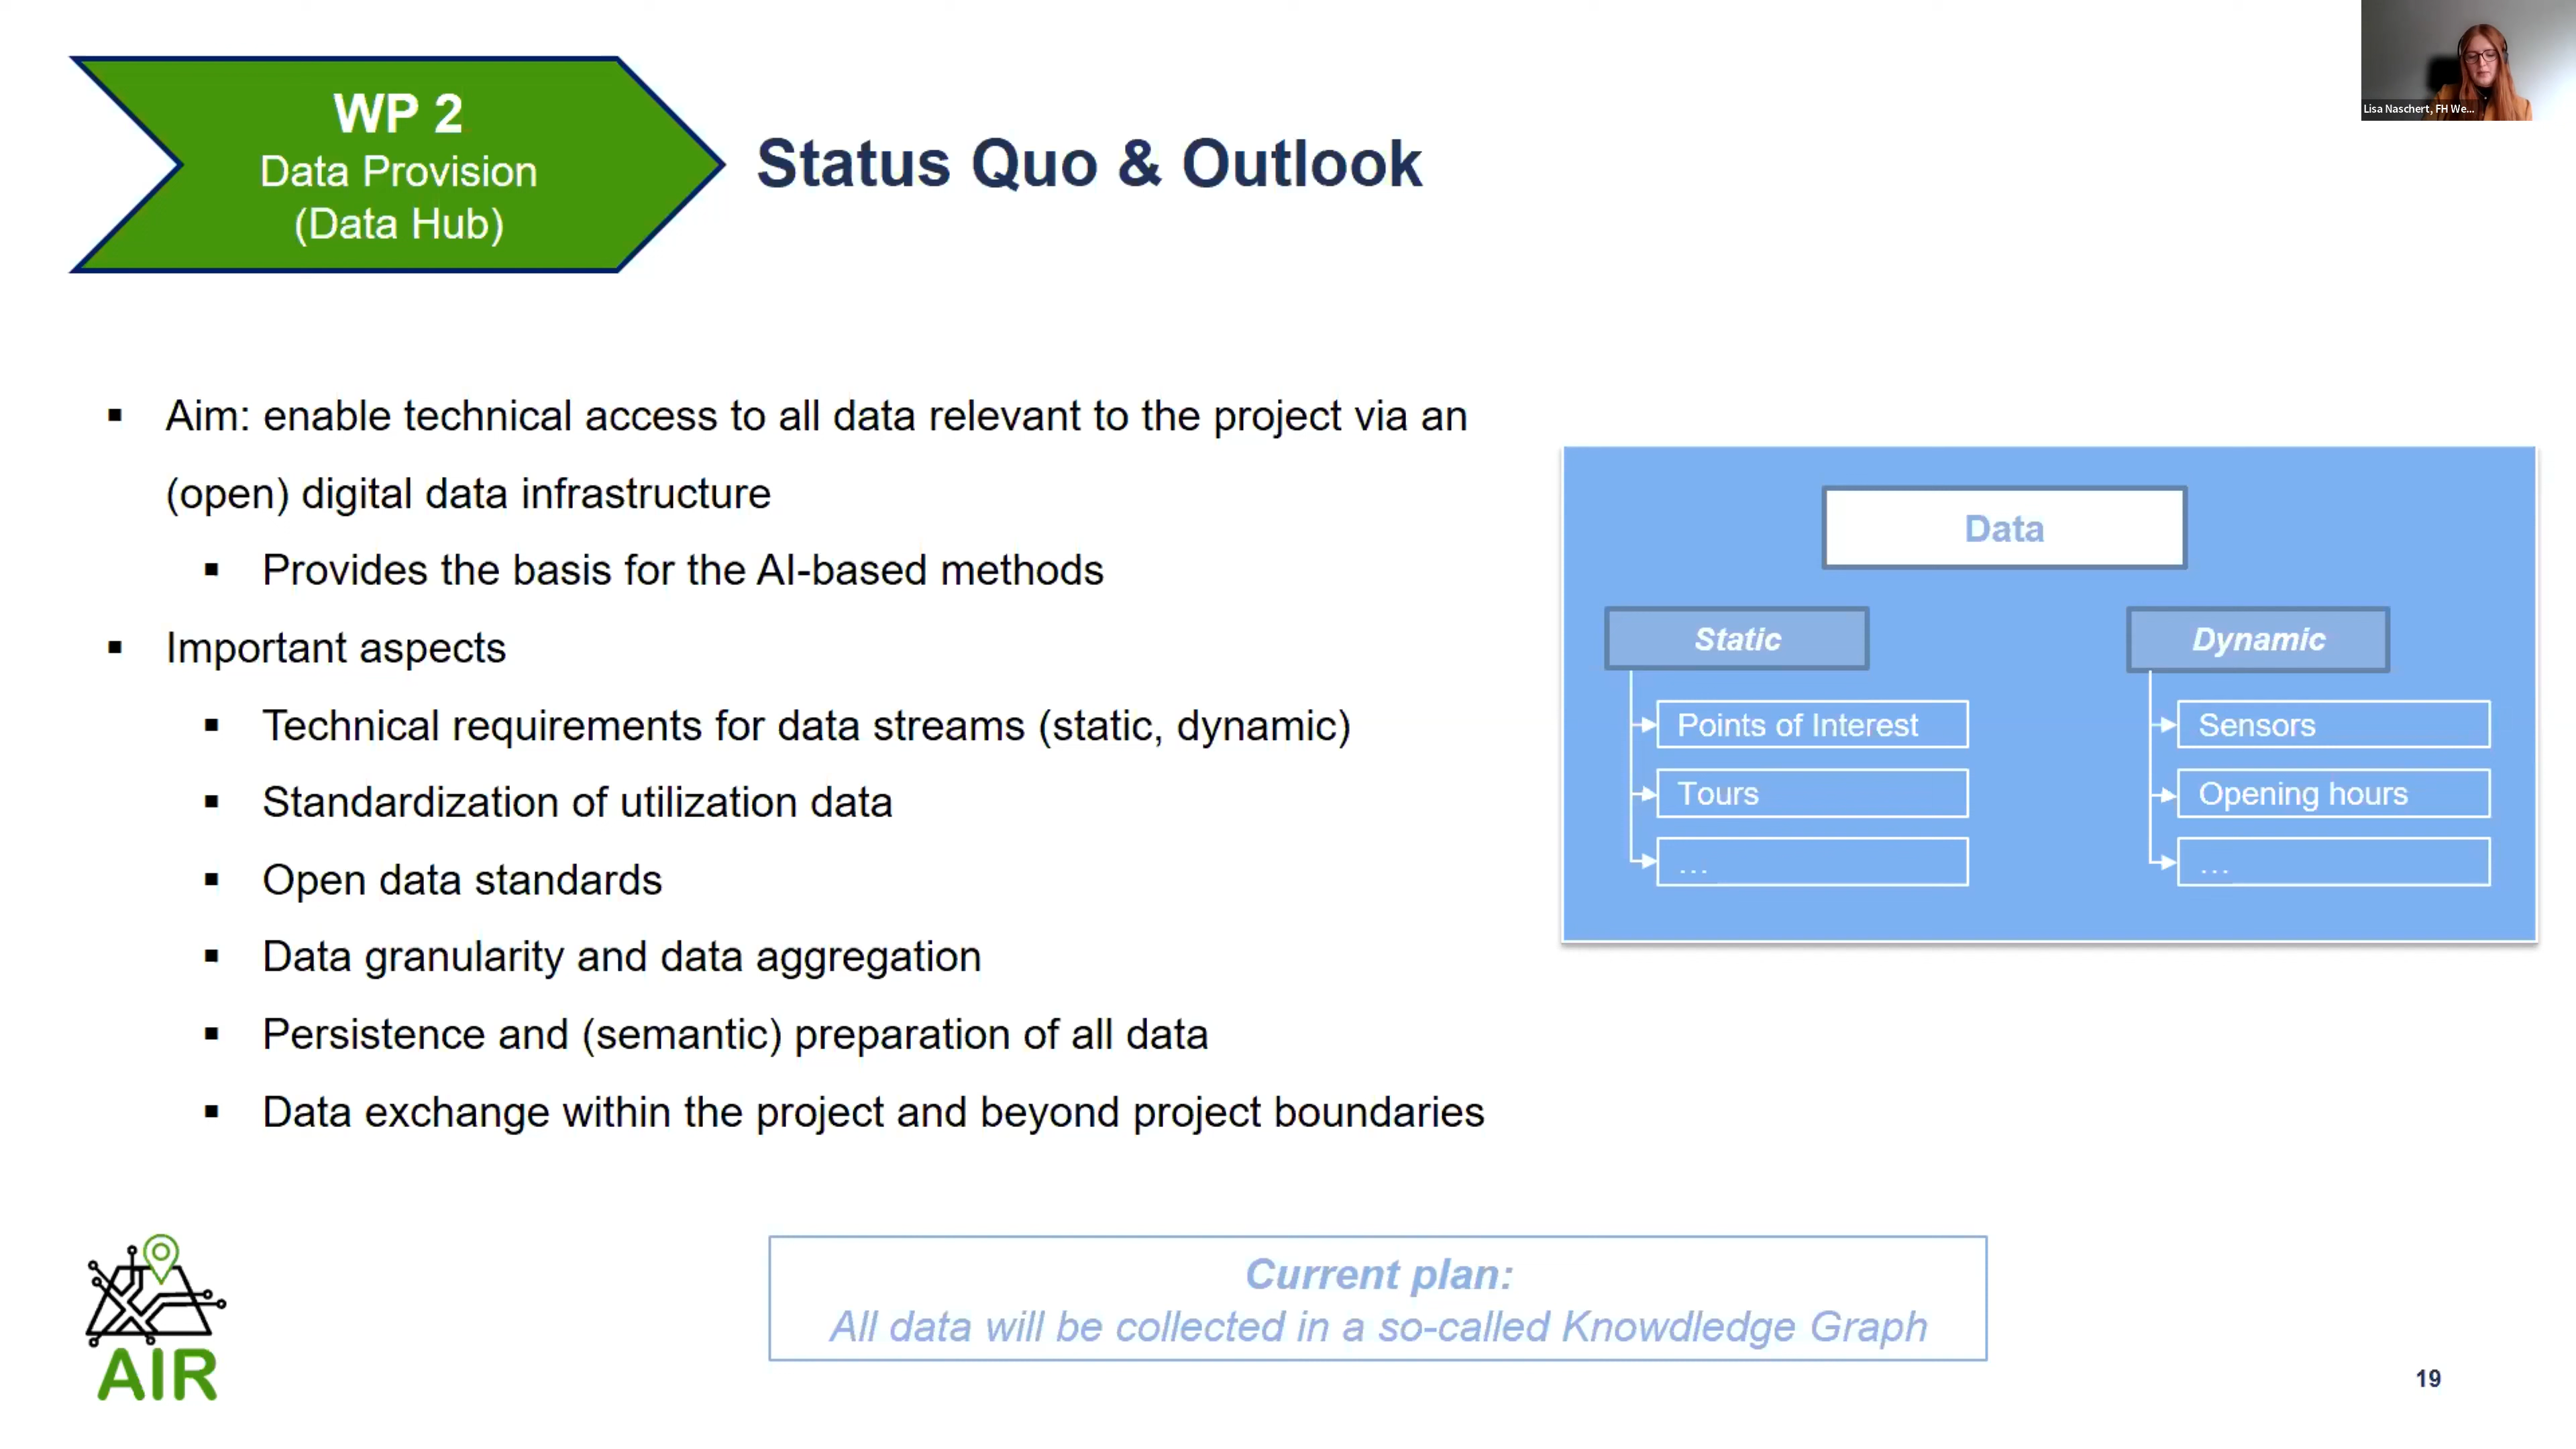 Lisa Naschert, FH We...
WP 2
Data Provision
(Data Hub)
Status Quo & Outlook
▪ Aim: enable technical access to all data relevant to the project via an
(open) digital data infrastructure
▪ Provides the basis for the AI-based methods
▪ Important aspects
▪ Technical requirements for data streams (static, dynamic)
▪ Standardization of utilization data
▪ Open data standards
▪ Data granularity and data aggregation
▪ Persistence and (semantic) preparation of all data
▪ Data exchange within the project and beyond project boundaries
Data
Static
Points of Interest
Tours
...
Dynamic
Sensors
Opening hours
...
Current plan:
All data will be collected in a so-called Knowdledge Graph
AIR
19